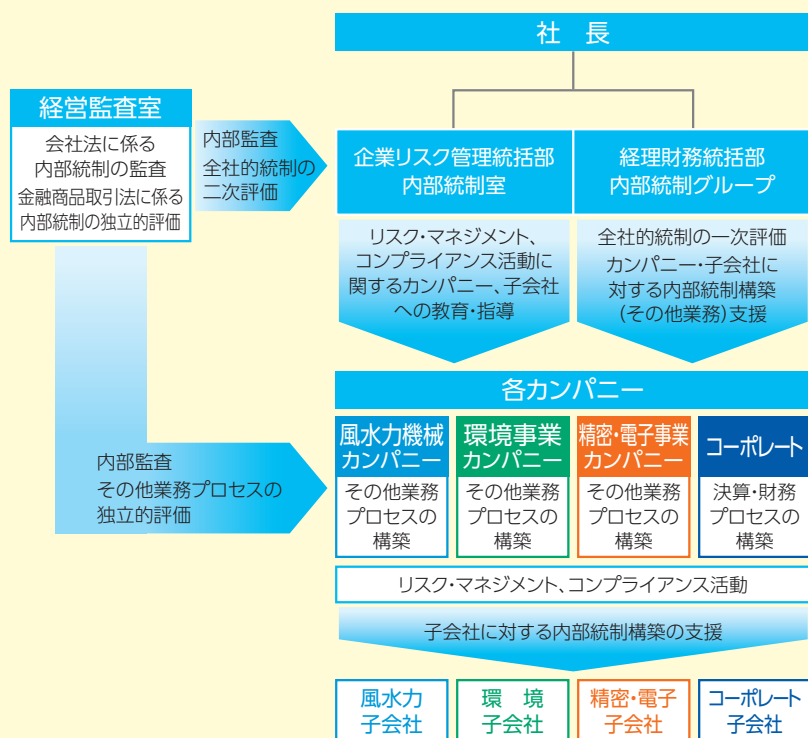 社　長
経営監査室
会社法に係る
内部統制の監査
金融商品取引法に係る
内部統制の独立的評価
内部監査
全社的統制の
二次評価
企業リスク管理統括部
内部統制室
経理財務統括部
内部統制グループ
リスク・マネジメント、
コンプライアンス活動に
関するカンパニー、子会社
への教育・指導
全社的統制の一次評価
カンパニー・子会社に
対する内部統制構築
(その他業務)支援
内部監査
その他業務プロセスの
独立的評価
各カンパニー
風水力機械
カンパニー
その他業務
プロセスの
構築
環境事業
カンパニー
その他業務
プロセスの
構築
精密・電子事業
カンパニー
その他業務
プロセスの
構築
コーポレート
決算・財務
プロセスの
構築
リスク・マネジメント、コンプライアンス活動
子会社に対する内部統制構築の支援
風水力
子会社
環　境
子会社
精密・電子
子会社
コーポレート
子会社